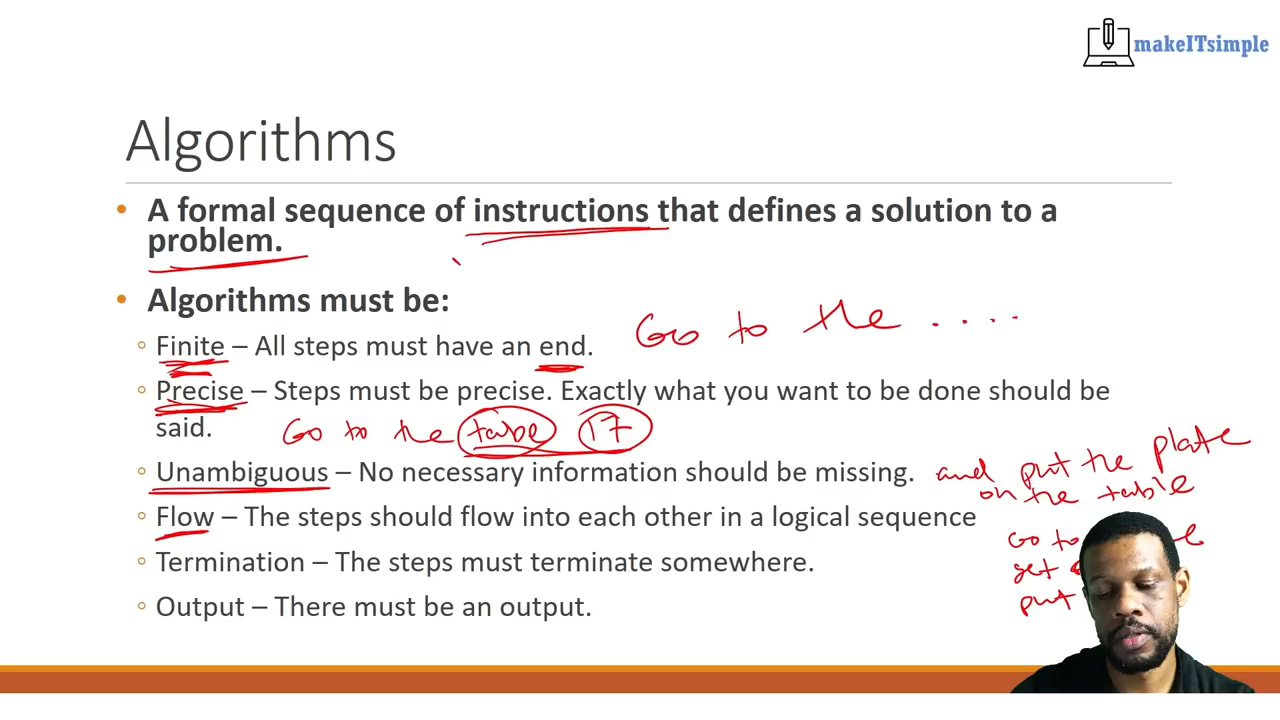 makeITsimple
Algorithms
• A formal sequence of instructions that defines a solution to a
problem.
• Algorithms must be:
Go to the ....
◦ Finite – All steps must have an end.
◦ Precise – Steps must be precise. Exactly what you want to be done should be
said.
Go to the table 17
◦ Unambiguous – No necessary information should be missing.
and put the plate
on the table
◦ Flow – The steps should flow into each other in a logical sequence
Go to
get
put
◦ Termination – The steps must terminate somewhere.
◦ Output – There must be an output.